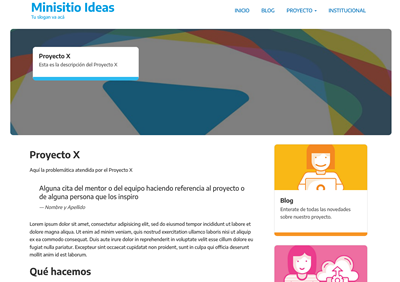 Minisitio Ideas
Tu slogan va acá
INICIO BLOG PROYECTO INSTITUCIONAL
Proyecto X
Esta es la descripción del Proyecto X
Proyecto X
Aquí la problemática atendida por el Proyecto X
Alguna cita del mentor o del equipo haciendo referencia al proyecto o
de alguna persona que los inspiro
— Nombre y Apellido
Lorem ipsum dolor sit amet, consectetur adipisicing elit, sed do eiusmod tempor incididunt ut labore et
dolore magna aliqua. Ut enim ad minim veniam, quis nostrud exercitation ullamco laboris nisi ut aliquip
ex ea commodo consequat. Duis aute irure dolor in reprehenderit in voluptate velit esse cillum dolore eu
fugiat nulla pariatur. Excepteur sint occaecat cupidatat non proident, sunt in culpa qui officia deserunt
mollit anim id est laborum.
Qué hacemos
Blog
Enterate de todas las novedades
sobre nuestro proyecto.